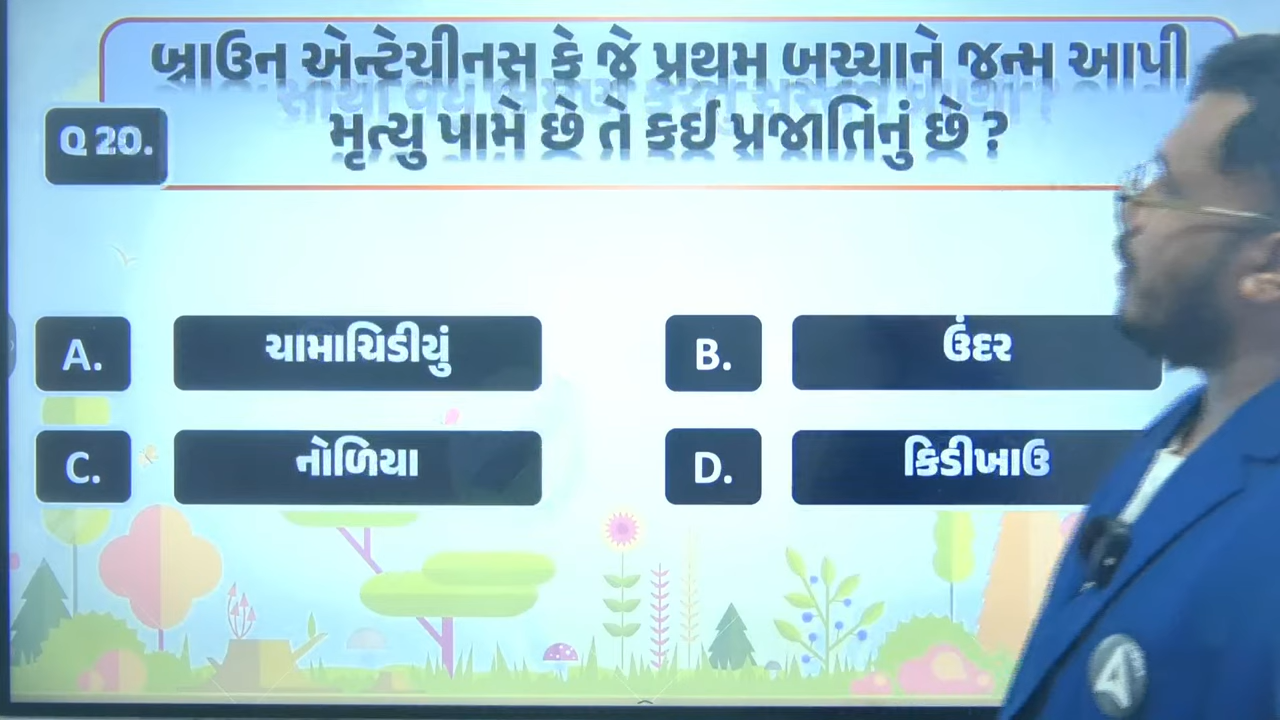 બ્રાઉન એન્ટેચીનસ કે જે પ્રથમ બચ્ચાને જન્મ આપી
મૃત્યુ પામે છે તે કઈ પ્રજાતિનું છે ?
Q 20.
A. ચામાચિડીયું
B. ઉંદર
C. નોળિયા
D. કિડીખાઉ